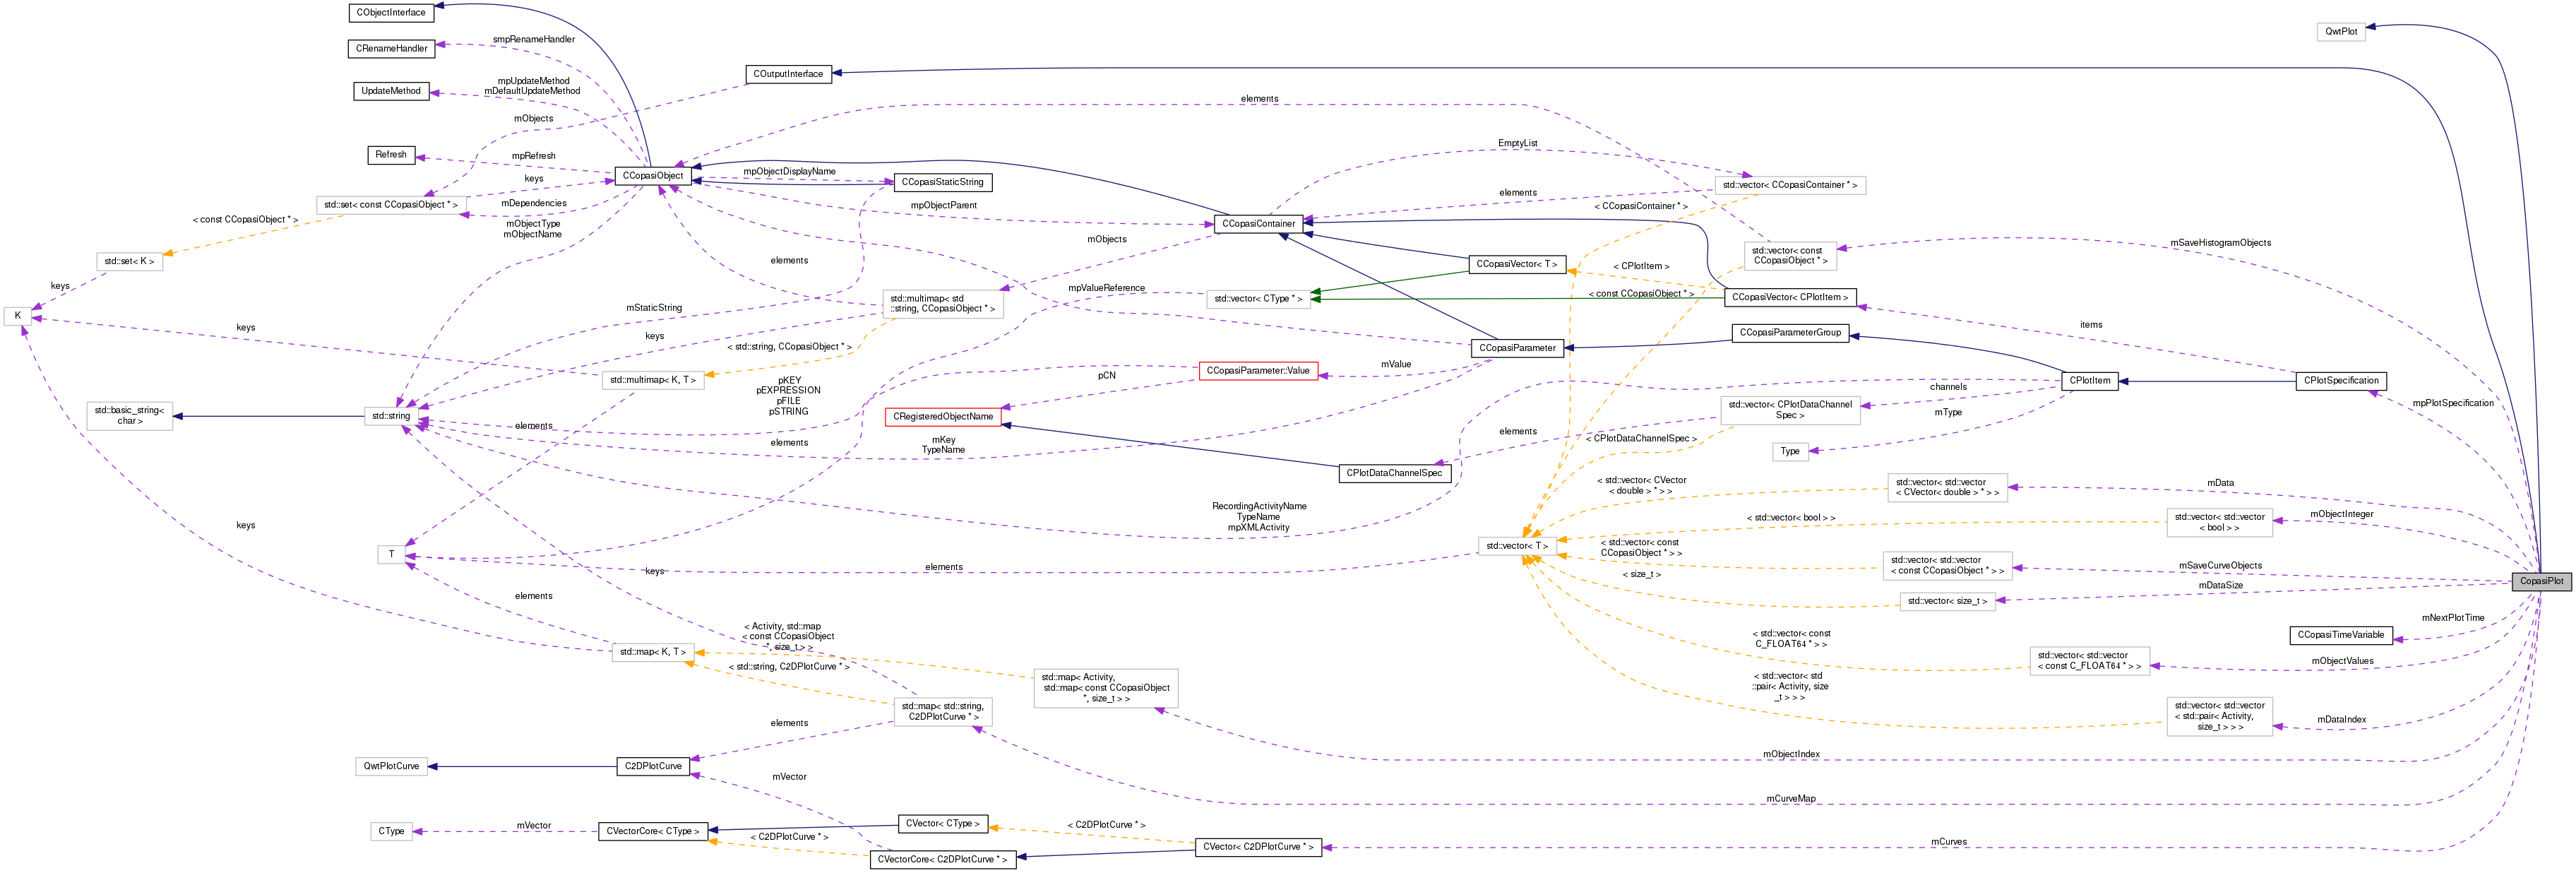 CObjectInterface
QwtPlot
smpRenameHandler
CRenameHandler
COutputInterface
mpUpdateMethod
mDefaultUpdateMethod
UpdateMethod
elements
mObjects
EmptyList
Refresh
mpRefresh
CCopasiObject
mpObjectDisplayName
CCopasiStaticString
keys
std::vector< CCopasiContainer * >
elements
std::set< const CCopasiObject * >
mDependencies
mpObjectParent
< CCopasiContainer * >
< const CCopasiObject * >
mObjectType
mObjectName
CCopasiContainer
mObjects
mSaveHistogramObjects
std::vector< const
CCopasiObject * >
std::set< K >
elements
CCopasiVector< T >
< CPlotItem >
keys
mpValueReference
std::multimap< std
::string, CCopasiObject * >
std::vector< CType * >
< const CCopasiObject * >
CCopasiVector< CPlotItem >
mStaticString
K
keys
keys
items
CCopasiParameterGroup
< std::string, CCopasiObject * >
CCopasiParameter
mValue
CCopasiParameter::Value
std::multimap< K, T >
pKEY
pEXPRESSION
pFILE
pSTRING
pCN
CPlotItem
CPlotSpecification
channels
std::vector< CPlotDataChannel
Spec >
mType
mpPlotSpecification
std::basic_string<
char >
std::string
CRegisteredObjectName
elements
elements
elements
mKey
TypeName
< CPlotDataChannelSpec >
Type
CPlotDataChannelSpec
< std::vector< CVector
< double > * > >
std::vector< std::vector
< CVector< double > * > >
mData
RecordingActivityName
TypeName
mpXMLActivity
< std::vector< bool > >
std::vector< std::vector
< bool > >
mObjectInteger
keys
T
std::vector< T >
< std::vector< const
CCopasiObject * > >
std::vector< std::vector
< const CCopasiObject * > >
mSaveCurveObjects
keys
elements
< size_t >
CopasiPlot
mDataSize
std::vector< size_t >
elements
mNextPlotTime
CCopasiTimeVariable
< Activity, std::map
< const CCopasiObject
*, size_t > >
< std::vector< const
C_FLOAT64 * > >
std::vector< std::vector
< const C_FLOAT64 * > >
mObjectValues
std::map< K, T >
< std::string, C2DPlotCurve * >
std::map< Activity,
std::map< const CCopasiObject
*, size_t > >
< std::vector< std
::pair< Activity, size
_t > > >
std::map< std::string,
C2DPlotCurve * >
std::vector< std::vector
< std::pair< Activity,
size_t > > >
mDataIndex
elements
mObjectIndex
QwtPlotCurve
C2DPlotCurve
mVector
mCurveMap
CType
mVector
CVectorCore< CType >
CVector< CType >
< C2DPlotCurve * >
< C2DPlotCurve * >
CVectorCore< C2DPlotCurve * >
CVector< C2DPlotCurve * >
mCurves